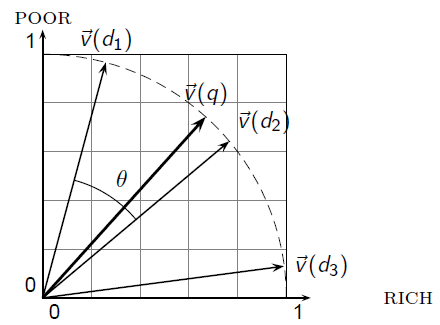 POOR
1
v⃗(d₁)
v⃗(q)
v⃗(d₂)
θ
v⃗(d₃)
0
0
1
RICH